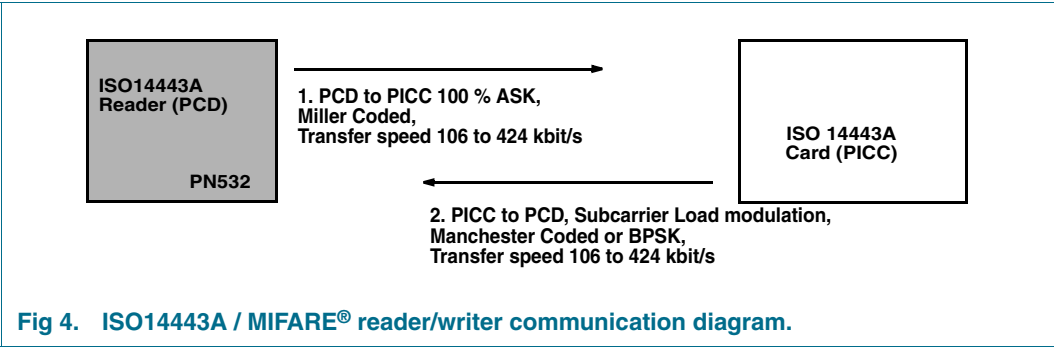 ISO14443A
Reader (PCD)
PN532
1. PCD to PICC 100 % ASK,
Miller Coded,
Transfer speed 106 to 424 kbit/s
ISO 14443A
Card (PICC)
2. PICC to PCD, Subcarrier Load modulation,
Manchester Coded or BPSK,
Transfer speed 106 to 424 kbit/s
Fig 4. ISO14443A / MIFARE® reader/writer communication diagram.